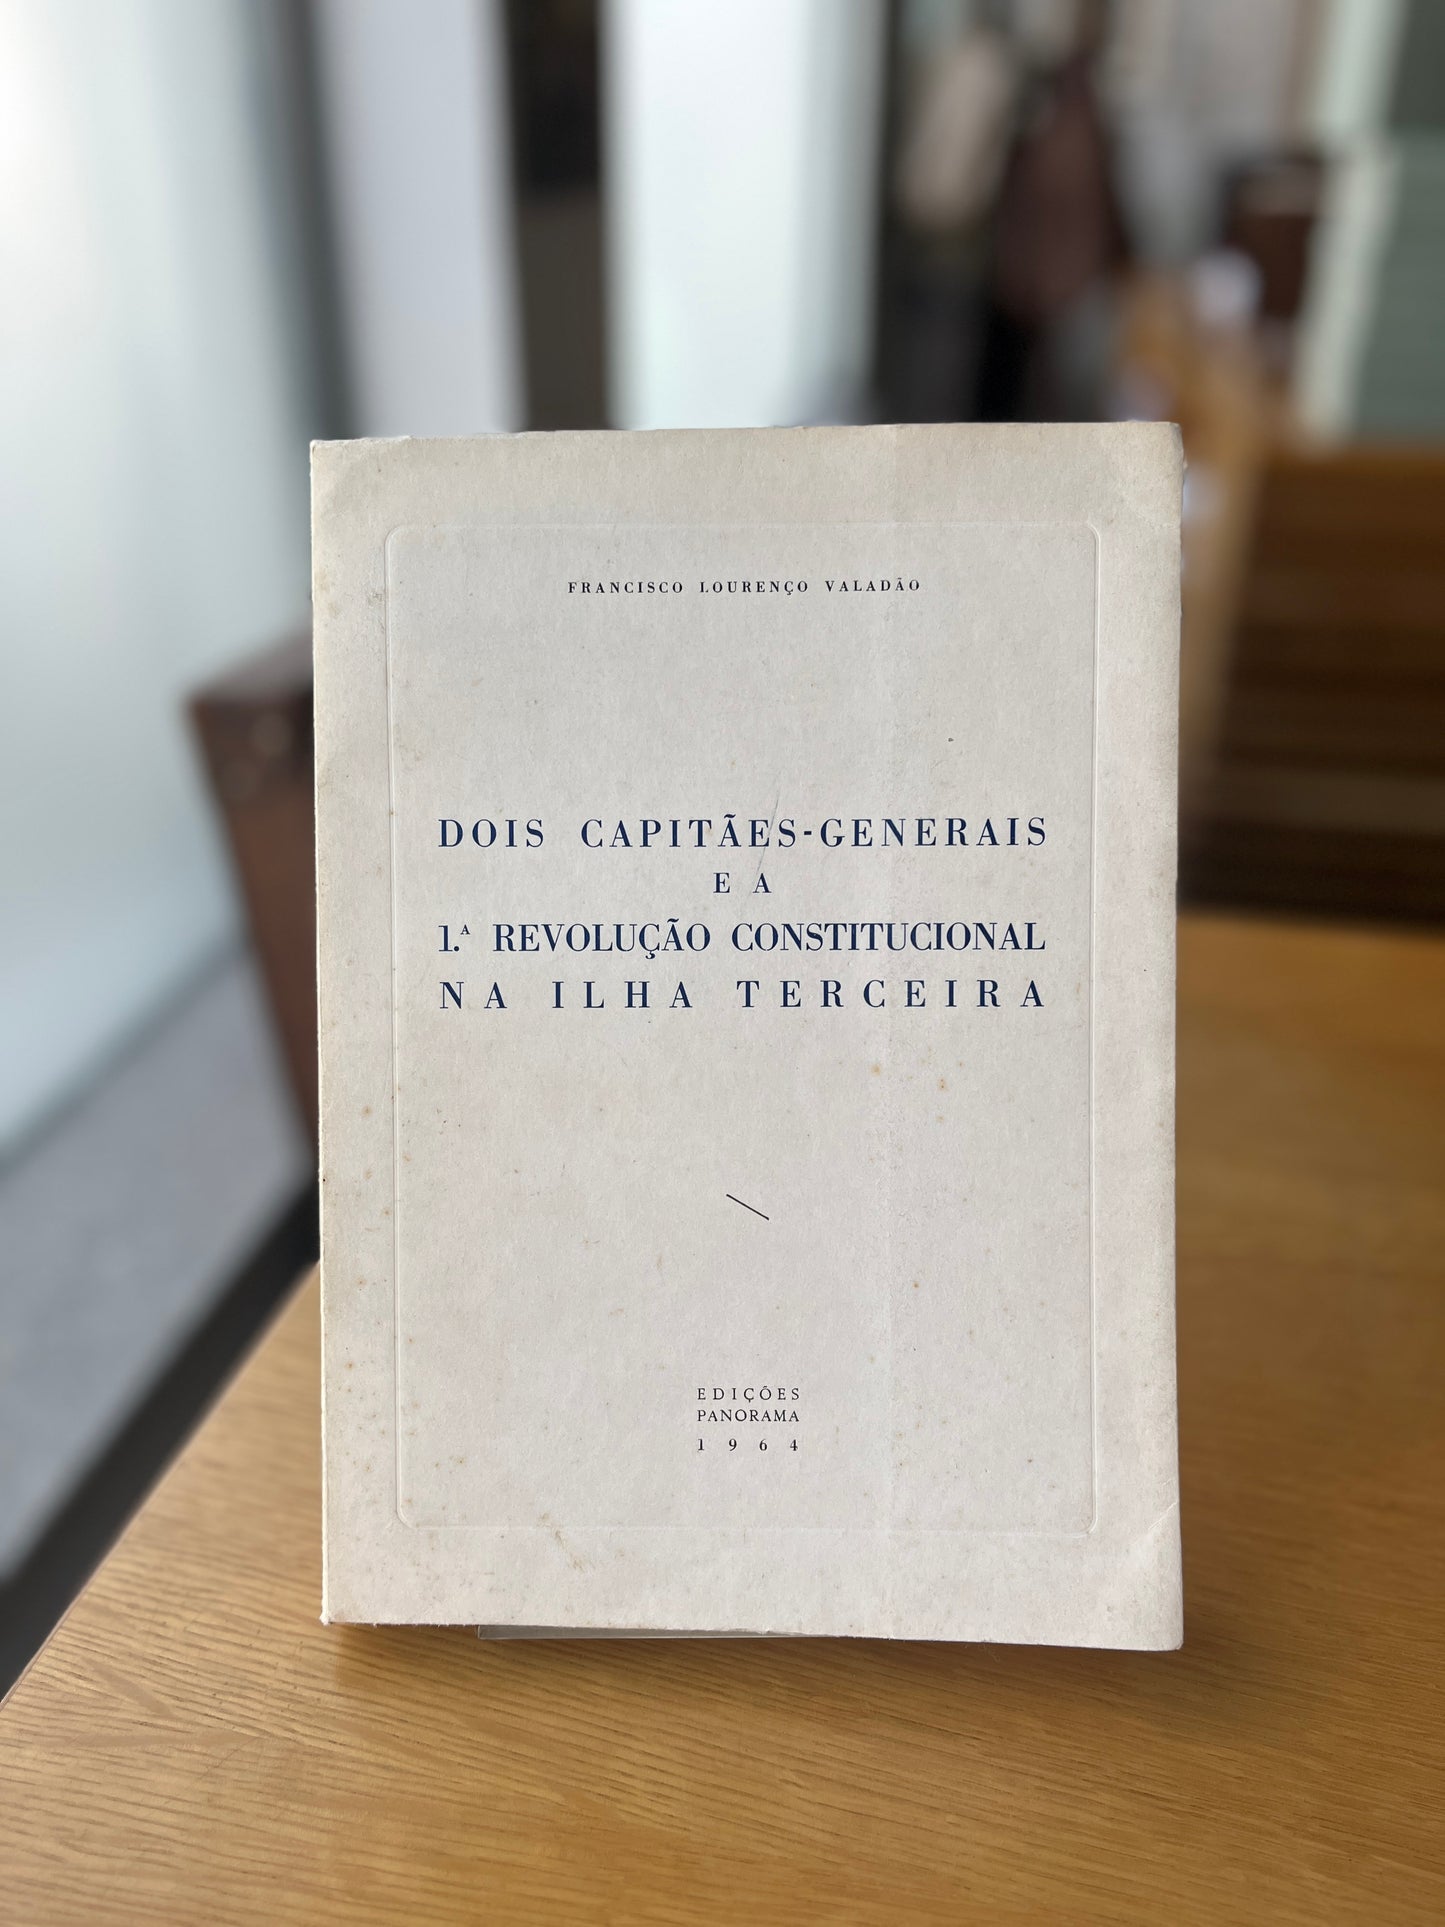 FRANCISCO LOURENÇO VALADÃO
DOIS CAPITÃES-GENERAIS
E A
1.ª REVOLUÇÃO CONSTITUCIONAL
NA ILHA TERCEIRA
EDIÇÕES
PANORAMA
1964